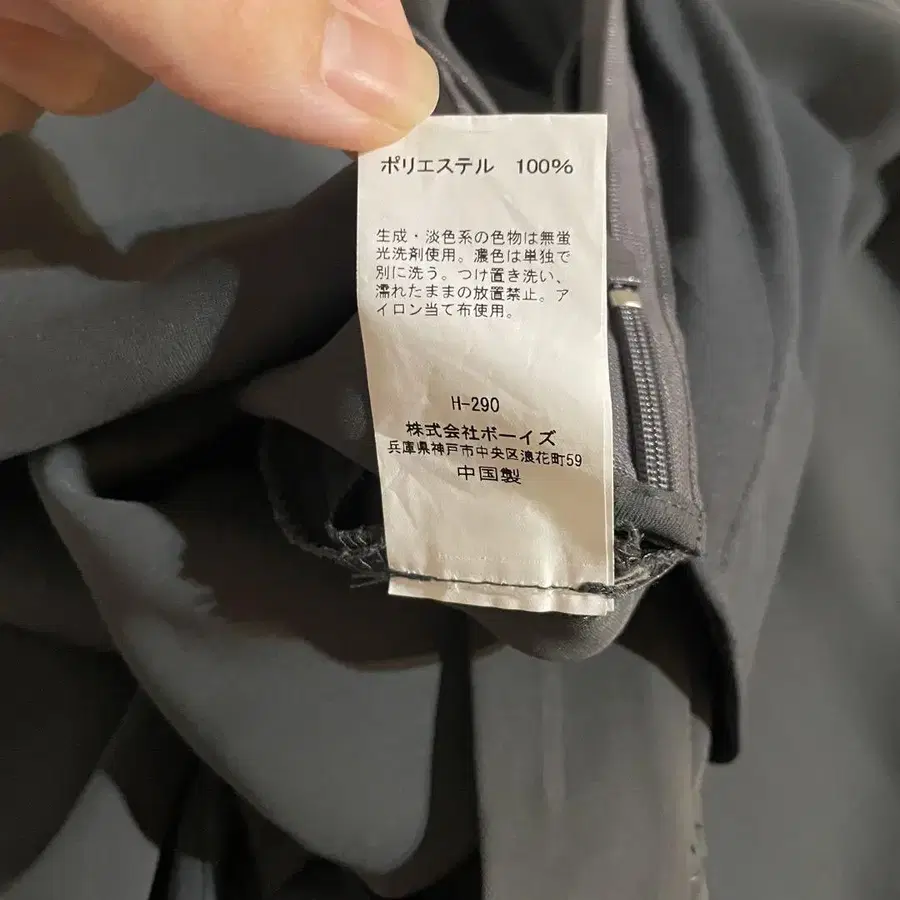 ポリエステル 100%
生成・淡色系の色物は無蛍
光洗剤使用。濃色は単独で
別に洗う。つけ置き洗い、
濡れたままの放置禁止。ア
イロン当て布使用。
H-290
株式会社ボーイズ
兵庫県神戸市中央区浪花町59
中国製